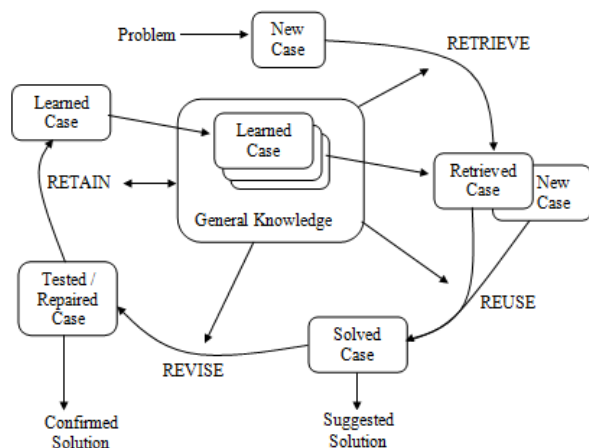 Problem
New
Case
RETRIEVE
Learned
Case
Learned
Case
RETAIN
General Knowledge
Retrieved
Case
New
Case
Tested /
Repaired
Case
REUSE
Solved
Case
REVISE
Confirmed
Solution
Suggested
Solution